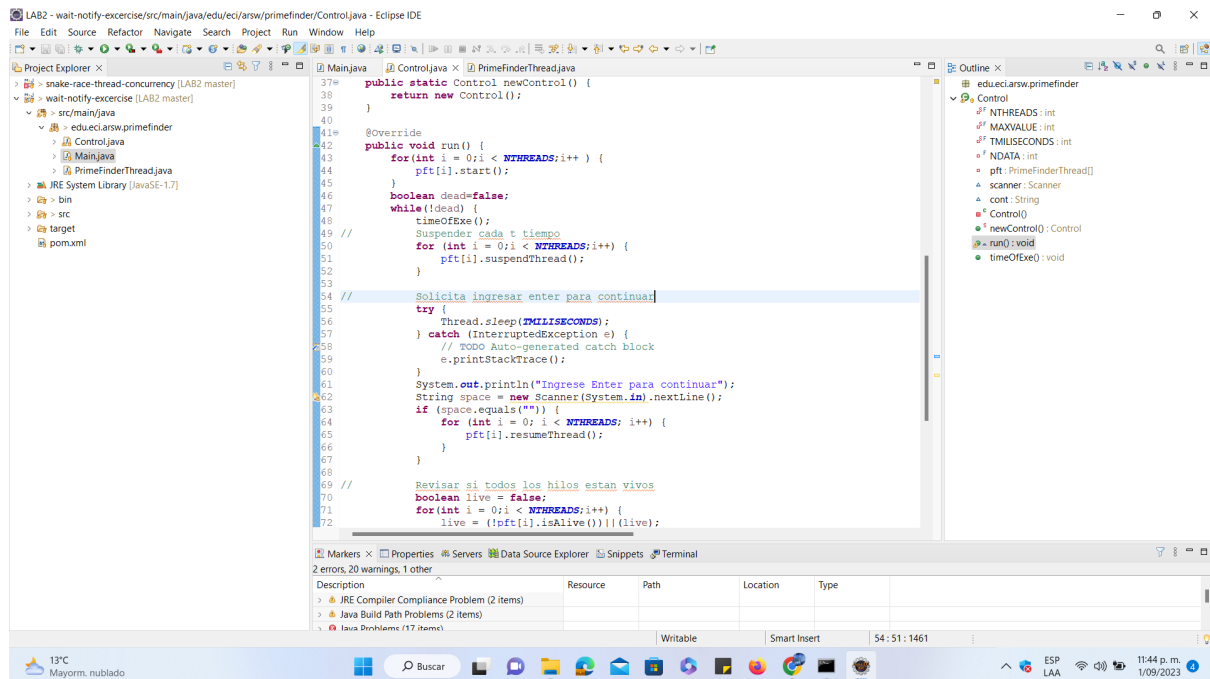 LAB2 - wait-notify-excercise/src/main/java/edu/eci/arsw/primefinder/Control.java - Eclipse IDE
File Edit Source Refactor Navigate Search Project Run Window Help
Project Explorer
> snake-race-thread-concurrency [LAB2 master]
> wait-notify-excercise [LAB2 master]
> src/main/java
> edu.eci.arsw.primefinder
> Control.java
> Main.java
> PrimeFinderThread.java
> JRE System Library [JavaSE-1.7]
> bin
> src
> target
pom.xml
Main.java Control.java PrimeFinderThread.java
37 public static Control newControl() {
38 return new Control();
39 }
40
41 @Override
42 public void run() {
43 for(int i = 0;i < NTHREADS;i++ ) {
44 pft[i].start();
45 }
46 boolean dead=false;
47 while(!dead) {
48 timeOfExe();
49 // Suspender cada t tiempo
50 for (int i = 0;i < NTHREADS;i++) {
51 pft[i].suspendThread();
52 }
53
54 // Solicita ingresar enter para continuar
55 try {
56 Thread.sleep(TMILISECONDS);
57 } catch (InterruptedException e) {
58 // TODO Auto-generated catch block
59 e.printStackTrace();
60 }
61 System.out.println("Ingrese Enter para continuar");
62 String space = new Scanner(System.in).nextLine();
63 if (space.equals("")) {
64 for (int i = 0; i < NTHREADS; i++) {
65 pft[i].resumeThread();
66 }
67 }
68
69 // Revisar si todos los hilos estan vivos
70 boolean live = false;
71 for(int i = 0;i < NTHREADS;i++) {
72 live = (!pft[i].isAlive())||(live);
Outline
edu.eci.arsw.primefinder
Control
NTHREADS : int
MAXVALUE : int
TMILISECONDS : int
NDATA : int
pft : PrimeFinderThread[]
scanner : Scanner
cont : String
Control()
newControl() : Control
run() : void
timeOfExe() : void
Markers Properties Servers Data Source Explorer Snippets Terminal
2 errors, 20 warnings, 1 other
Description Resource Path Location Type
> JRE Compiler Compliance Problem (2 items)
> Java Build Path Problems (2 items)
> Java Problems (17 items)
Writable Smart Insert 54 : 51 : 1461
13°C
Mayorm. nublado
Buscar
ESP
LAA
11:44 p. m.
1/09/2023
4